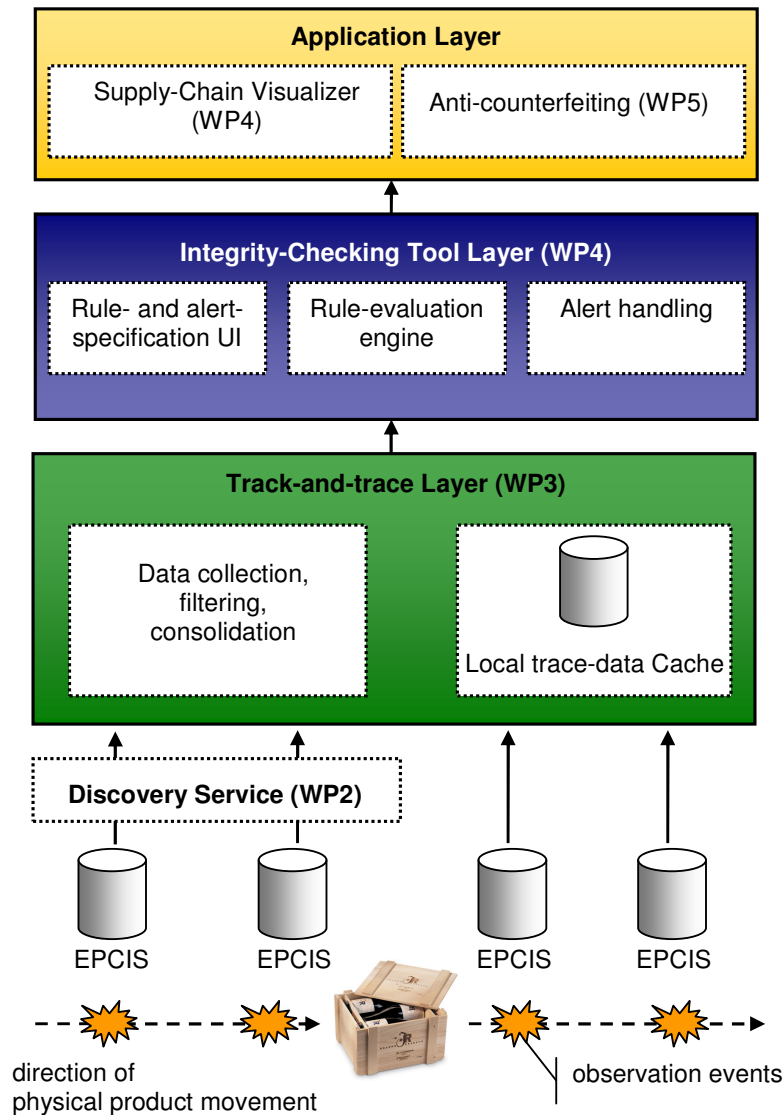 Application Layer
Supply-Chain Visualizer
(WP4)
Anti-counterfeiting (WP5)
Integrity-Checking Tool Layer (WP4)
Rule- and alert-
specification UI
Rule-evaluation
engine
Alert handling
Track-and-trace Layer (WP3)
Data collection,
filtering,
consolidation
Local trace-data Cache
Discovery Service (WP2)
EPCIS
EPCIS
EPCIS
EPCIS
direction of
physical product movement
observation events